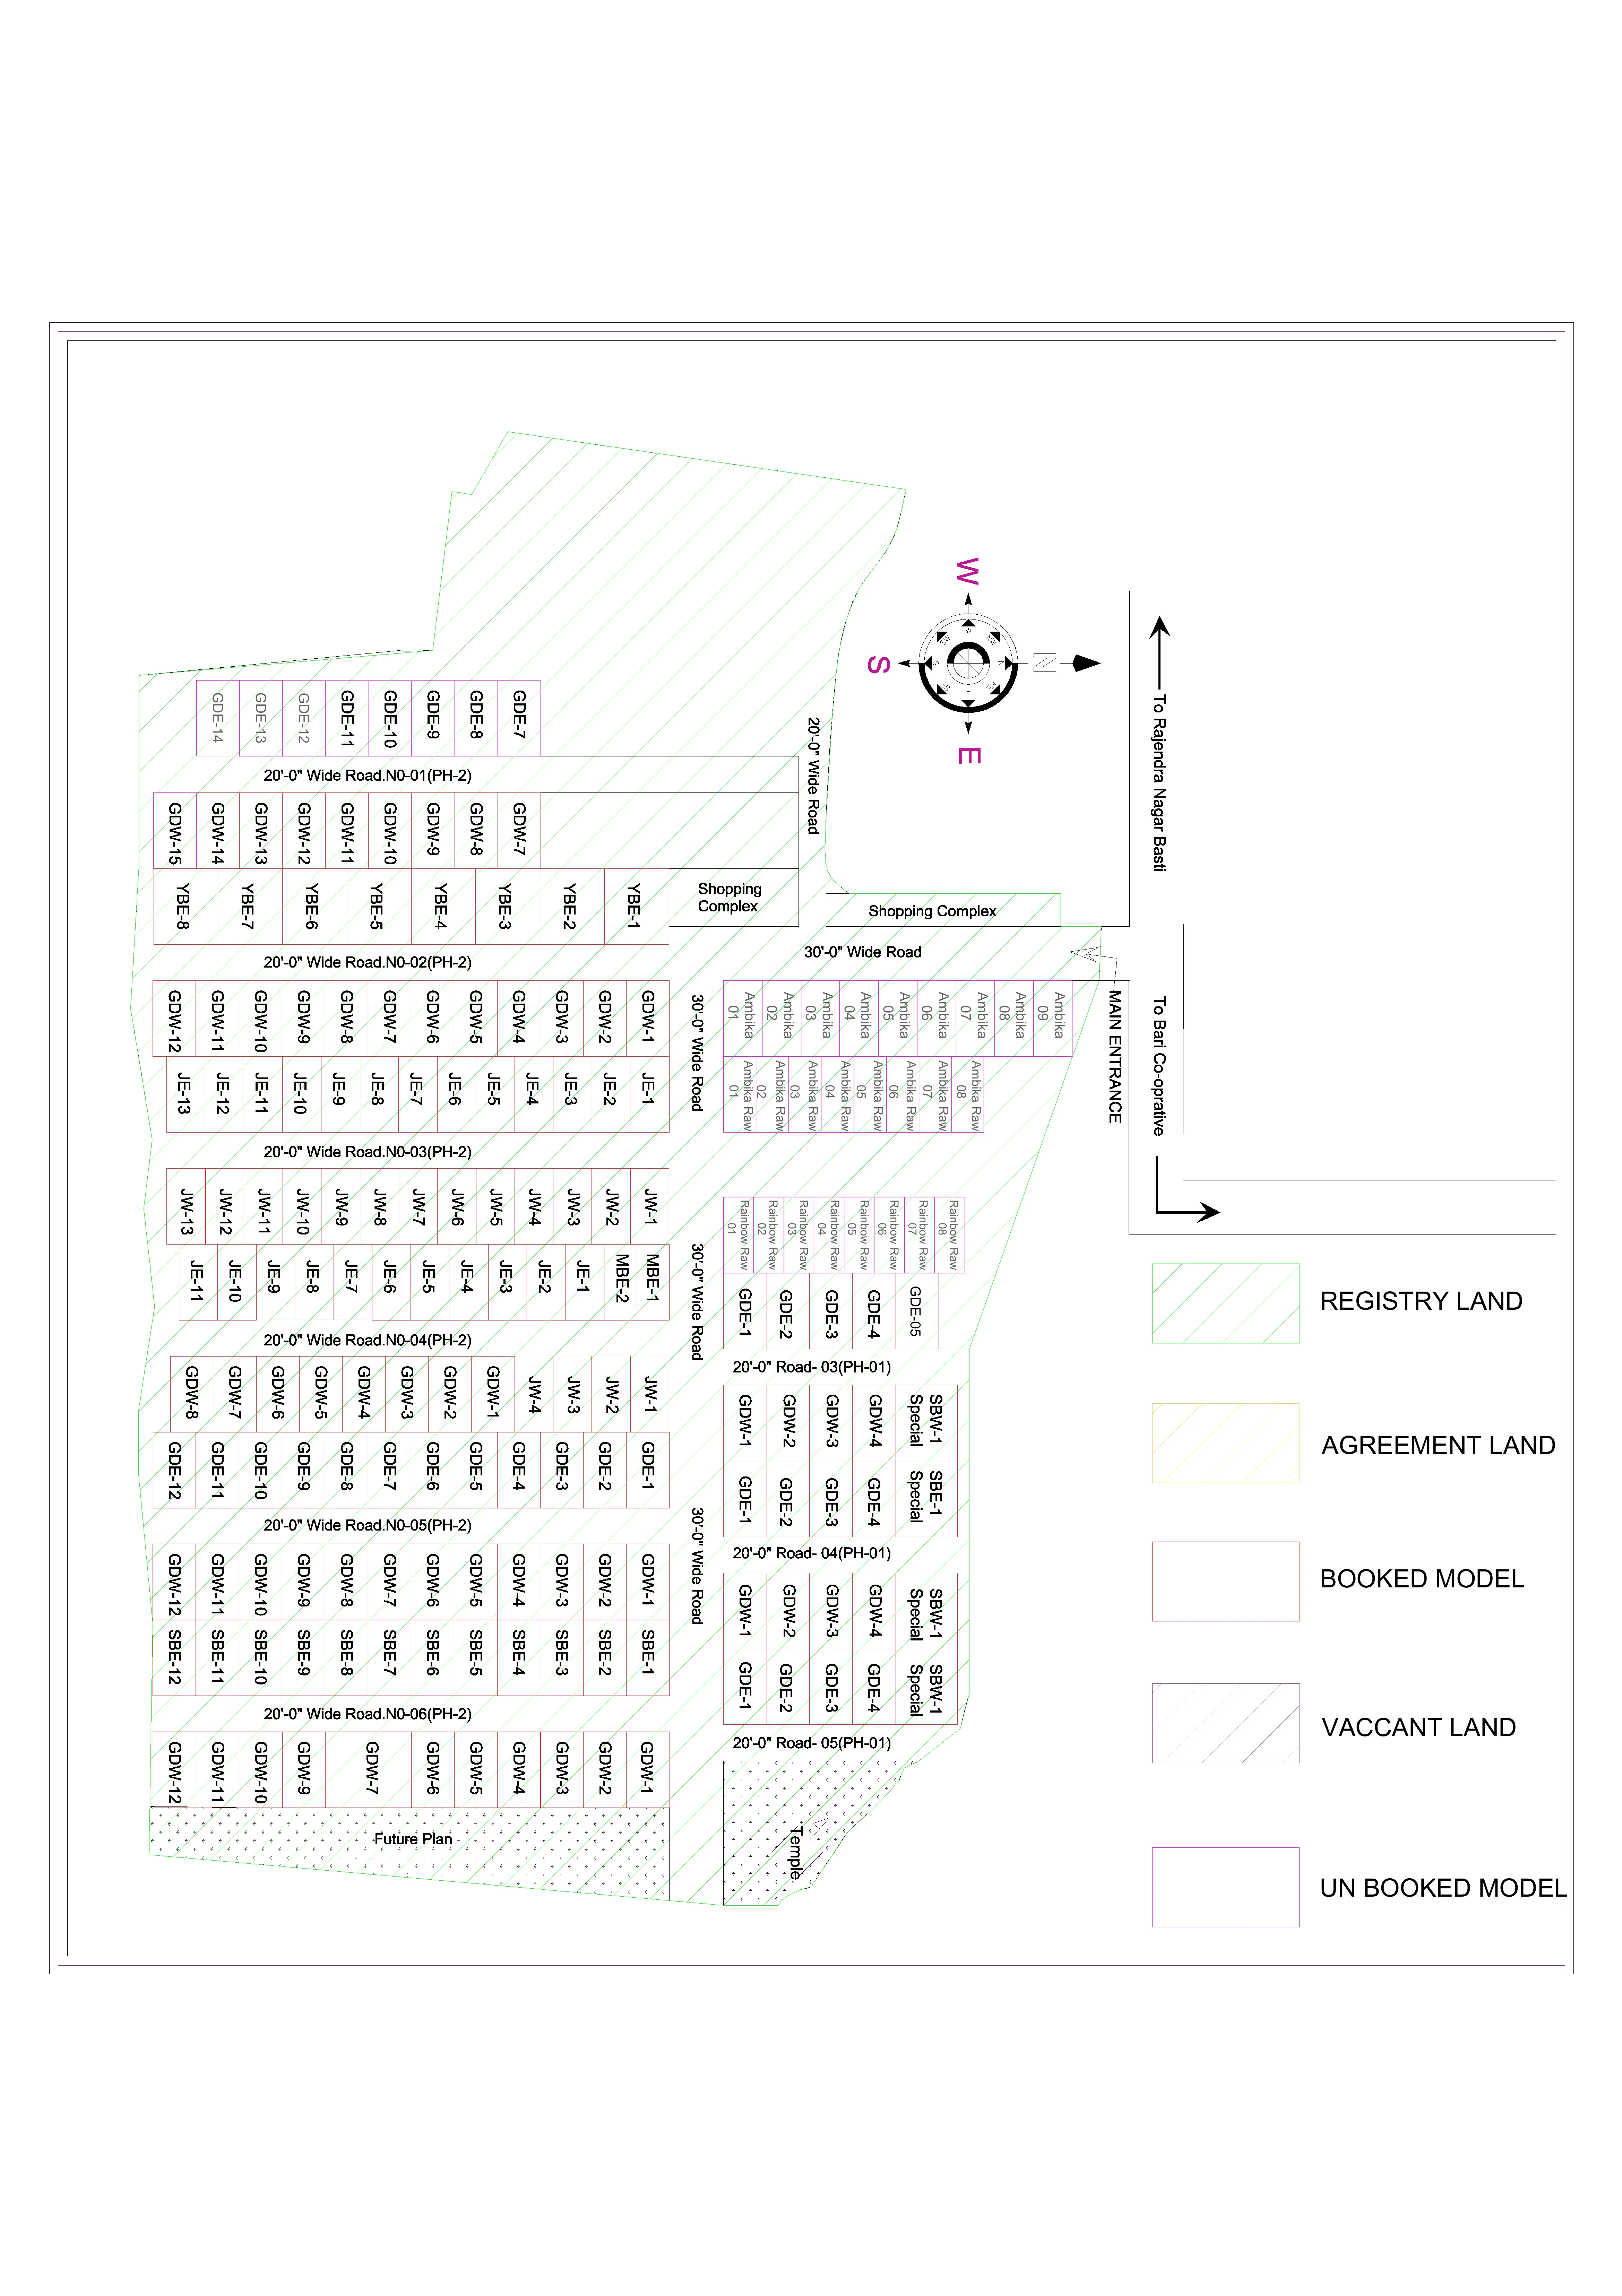 W
S
N
E
W
NW
N
NE
E
SE
S
SW
To Rajendra Nagar Basti
20'-0" Wide Road
GDE-14
GDE-13
GDE-12
GDE-11
GDE-10
GDE-9
GDE-8
GDE-7
20'-0" Wide Road.N0-01(PH-2)
GDW-15
GDW-14
GDW-13
GDW-12
GDW-11
GDW-10
GDW-9
GDW-8
GDW-7
YBE-8
YBE-7
YBE-6
YBE-5
YBE-4
YBE-3
YBE-2
YBE-1
Shopping
Complex
Shopping Complex
20'-0" Wide Road.N0-02(PH-2)
30'-0" Wide Road
MAIN ENTRANCE
To Bari Co-oprative
GDW-12
GDW-11
GDW-10
GDW-9
GDW-8
GDW-7
GDW-6
GDW-5
GDW-4
GDW-3
GDW-2
GDW-1
30'-0" Wide Road
Ambika
01
Ambika
02
Ambika
03
Ambika
04
Ambika
05
Ambika
06
Ambika
07
Ambika
08
Ambika
09
JE-13
JE-12
JE-11
JE-10
JE-9
JE-8
JE-7
JE-6
JE-5
JE-4
JE-3
JE-2
JE-1
Ambika Raw
01
Ambika Raw
02
Ambika Raw
03
Ambika Raw
04
Ambika Raw
05
Ambika Raw
06
Ambika Raw
07
Ambika Raw
08
20'-0" Wide Road.N0-03(PH-2)
JW-13
JW-12
JW-11
JW-10
JW-9
JW-8
JW-7
JW-6
JW-5
JW-4
JW-3
JW-2
JW-1
Rainbow Raw
01
Rainbow Raw
02
Rainbow Raw
03
Rainbow Raw
04
Rainbow Raw
05
Rainbow Raw
06
Rainbow Raw
07
Rainbow Raw
08
JE-11
JE-10
JE-9
JE-8
JE-7
JE-6
JE-5
JE-4
JE-3
JE-2
JE-1
MBE-2
MBE-1
30'-0" Wide Road
GDE-1
GDE-2
GDE-3
GDE-4
GDE-05
20'-0" Wide Road.N0-04(PH-2)
20'-0" Road- 03(PH-01)
GDW-8
GDW-7
GDW-6
GDW-5
GDW-4
GDW-3
GDW-2
GDW-1
JW-4
JW-3
JW-2
JW-1
GDW-1
GDW-2
GDW-3
GDW-4
SBW-1
Special
GDE-12
GDE-11
GDE-10
GDE-9
GDE-8
GDE-7
GDE-6
GDE-5
GDE-4
GDE-3
GDE-2
GDE-1
GDE-1
GDE-2
GDE-3
GDE-4
SBE-1
Special
20'-0" Wide Road.N0-05(PH-2)
30'-0" Wide Road
20'-0" Road- 04(PH-01)
GDW-12
GDW-11
GDW-10
GDW-9
GDW-8
GDW-7
GDW-6
GDW-5
GDW-4
GDW-3
GDW-2
GDW-1
GDW-1
GDW-2
GDW-3
GDW-4
SBW-1
Special
SBE-12
SBE-11
SBE-10
SBE-9
SBE-8
SBE-7
SBE-6
SBE-5
SBE-4
SBE-3
SBE-2
SBE-1
GDE-1
GDE-2
GDE-3
GDE-4
SBW-1
Special
20'-0" Wide Road.N0-06(PH-2)
20'-0" Road- 05(PH-01)
GDW-12
GDW-11
GDW-10
GDW-9
GDW-7
GDW-6
GDW-5
GDW-4
GDW-3
GDW-2
GDW-1
Future Plan
Temple
REGISTRY LAND
AGREEMENT LAND
BOOKED MODEL
VACCANT LAND
UN BOOKED MODEL